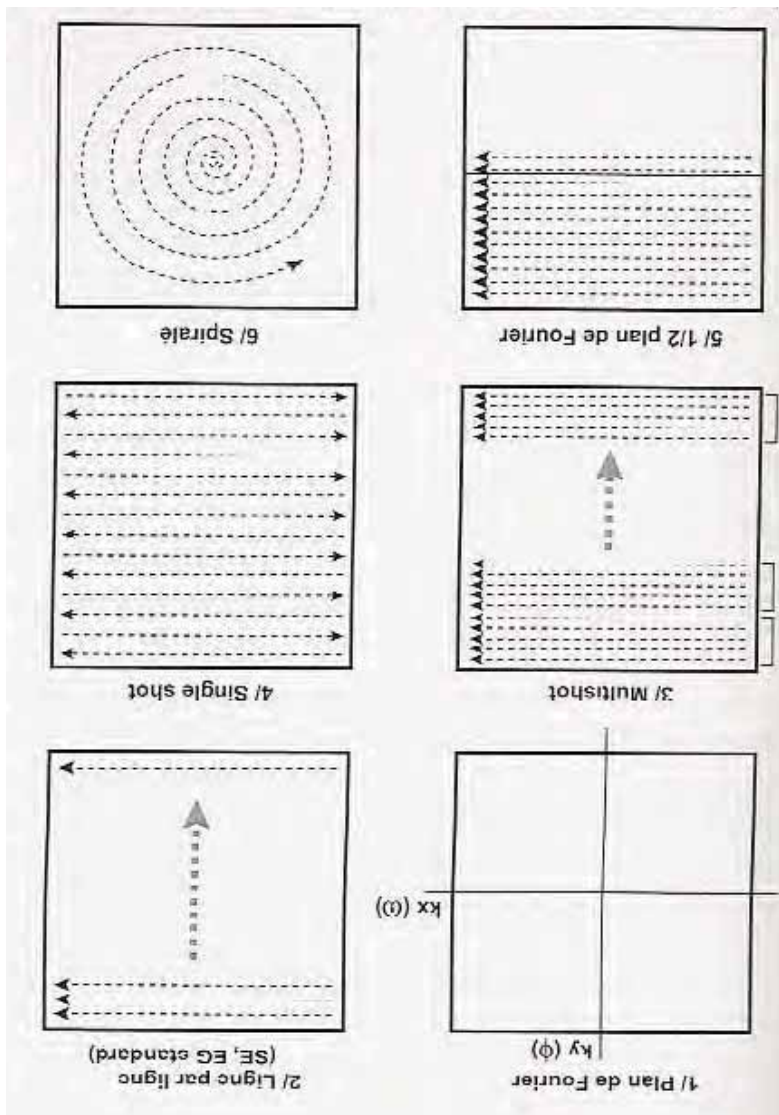 1/ Plan de Fourier
ky (φ)
kx (ω)
2/ Ligne par ligne
(SE, EG standard)
3/ Multishot
4/ Single shot
5/ 1/2 plan de Fourier
6/ Spiralé